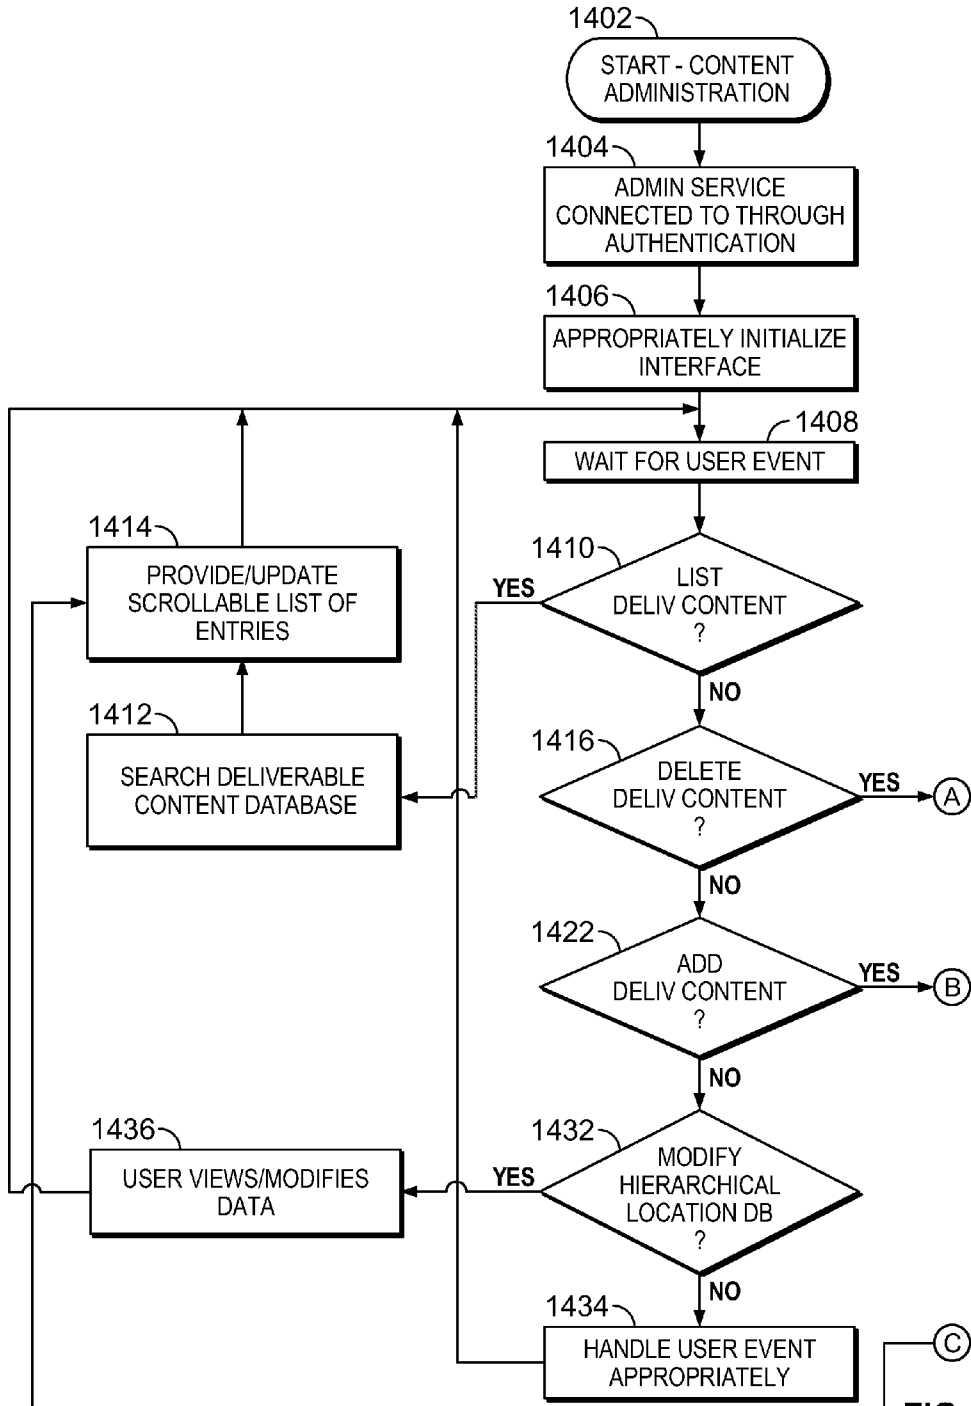 1402
START - CONTENT
ADMINISTRATION
1404
ADMIN SERVICE
CONNECTED TO THROUGH
AUTHENTICATION
1406
APPROPRIATELY INITIALIZE
INTERFACE
1408
WAIT FOR USER EVENT
1410
LIST
DELIV CONTENT
?
YES
NO
1414
PROVIDE/UPDATE
SCROLLABLE LIST OF
ENTRIES
1412
SEARCH DELIVERABLE
CONTENT DATABASE
1416
DELETE
DELIV CONTENT
?
YES
A
NO
1422
ADD
DELIV CONTENT
?
YES
B
NO
1432
MODIFY
HIERARCHICAL
LOCATION DB
?
YES
NO
1436
USER VIEWS/MODIFIES
DATA
1434
HANDLE USER EVENT
APPROPRIATELY
C